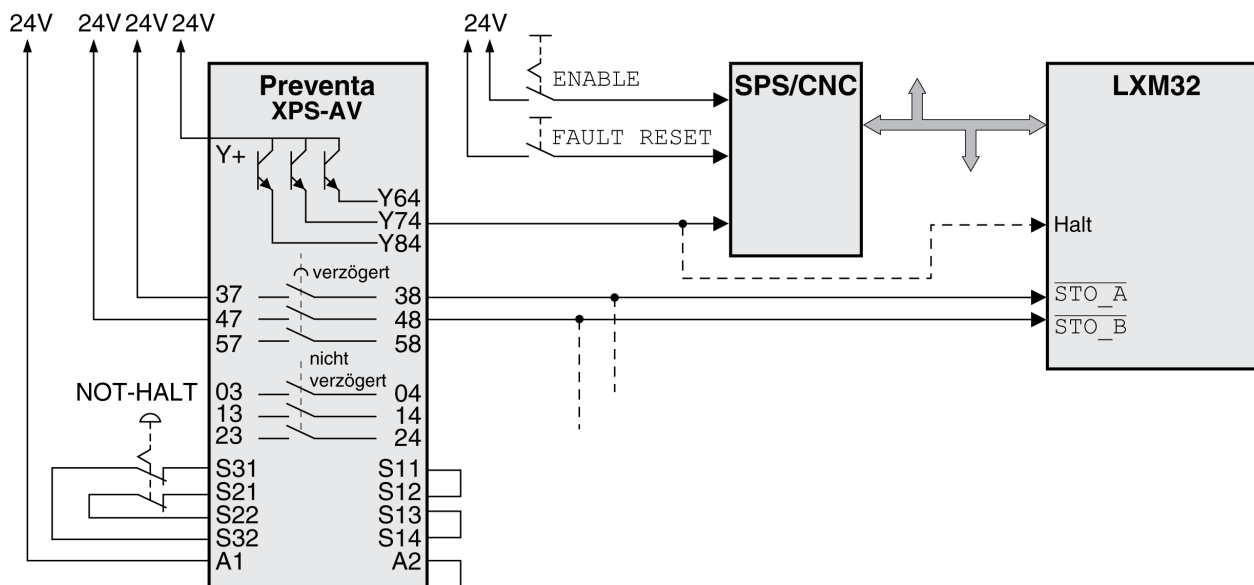 24V
24V
24V
24V
24V
Preventa
XPS-AV
SPS/CNC
LXM32
ENABLE
FAULT RESET
Y+
Y64
Y74
Y84
Halt
verzögert
37
38
STO_A
47
48
STO_B
57
58
nicht
verzögert
NOT-HALT
03
04
13
14
23
24
S31
S11
S21
S12
S22
S13
S32
S14
A1
A2